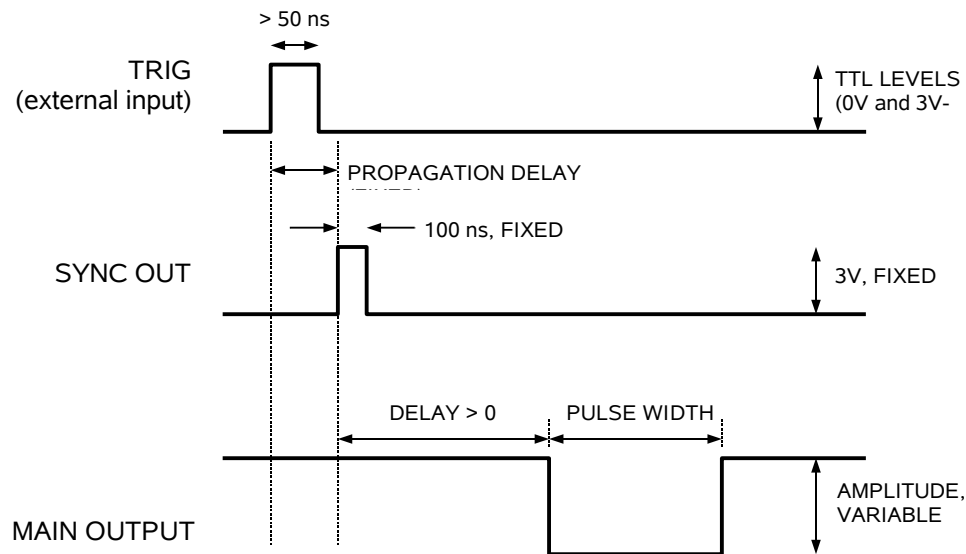 > 50 ns
TRIG
(external input)
TTL LEVELS
(0V and 3V-
PROPAGATION DELAY
100 ns, FIXED
SYNC OUT
3V, FIXED
DELAY > 0
PULSE WIDTH
AMPLITUDE,
VARIABLE
MAIN OUTPUT